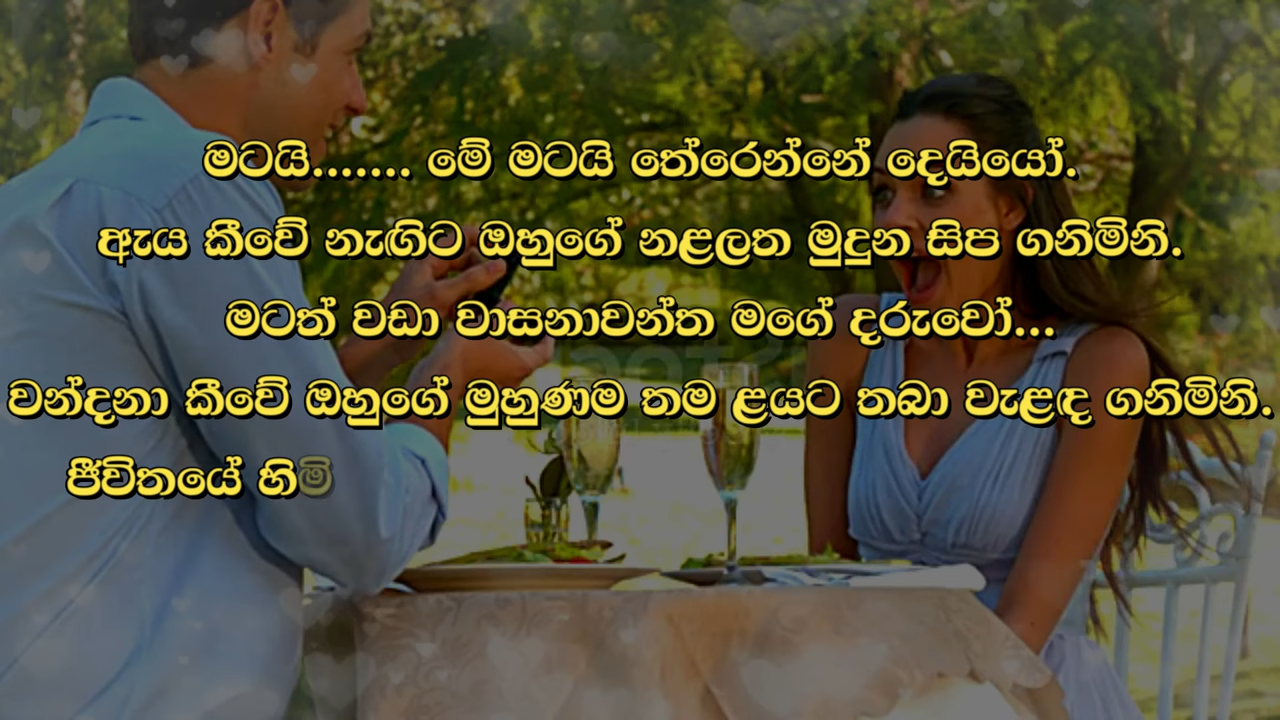 මටයි....... මේ මටයි තේරෙන්නේ දෙයියෝ.
ඇය කීවේ නැඟිට ඔහුගේ නළලත මුදුන සිප ගනිමිනි.
මටත් වඩා වාසනාවන්ත මගේ දරුවෝ...
වන්දනා කීවේ ඔහුගේ මුහුණම තම ළයට තබා වැළඳ ගනිමිනි.
ජීවිතයේ හිමි